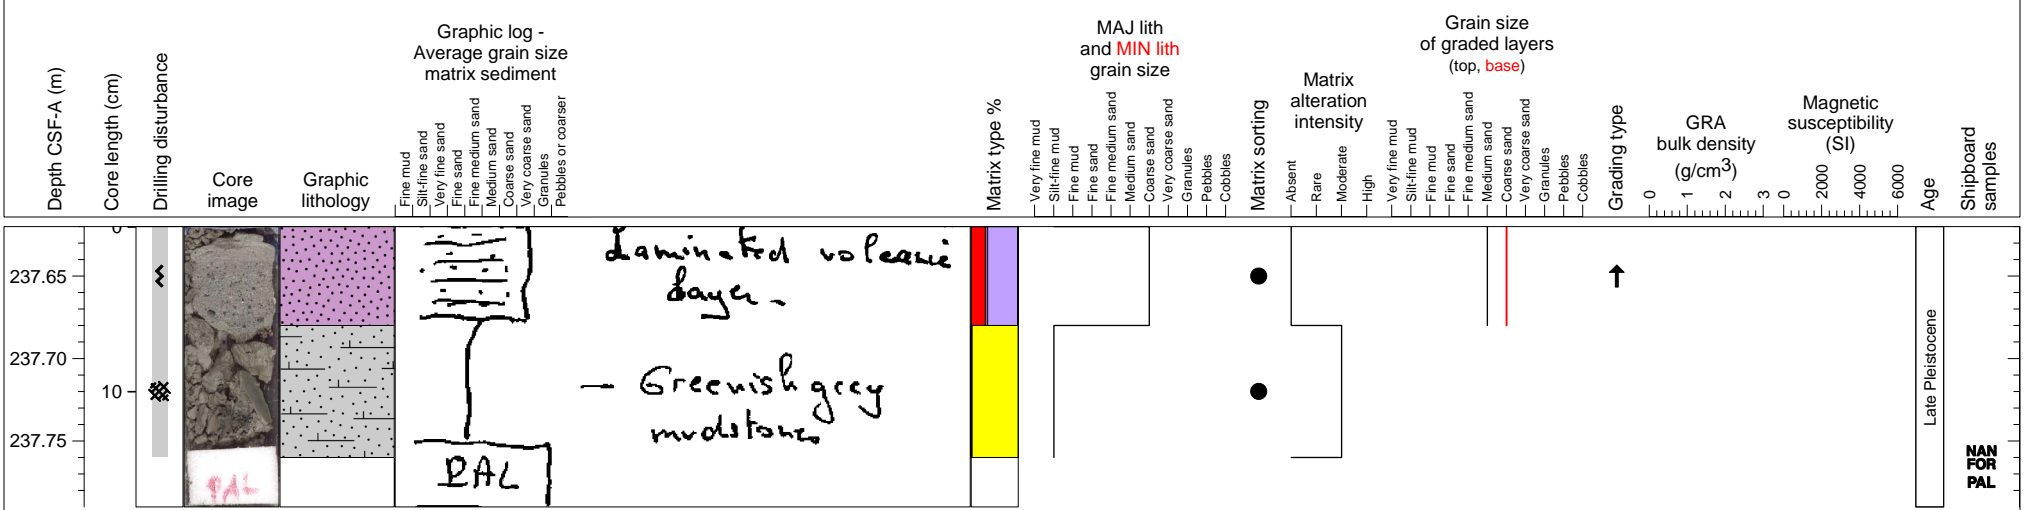 Depth CSF-A (m)
Core length (cm)
Drilling disturbance
Core
image
Graphic
lithology
Graphic log -
Average grain size
matrix sediment
Fine mud
Silt-fine sand
Very fine sand
Fine sand
Fine medium sand
Medium sand
Coarse sand
Very coarse sand
Granules
Pebbles or coarser
Matrix type %
MAJ lith
and MIN lith
grain size
Very fine mud
Silt-fine mud
Fine mud
Fine sand
Fine medium sand
Medium sand
Coarse sand
Very coarse sand
Granules
Pebbles
Cobbles
Matrix sorting
Matrix
alteration
intensity
Absent
Rare
Moderate
High
Grain size
of graded layers
(top, base)
Very fine mud
Silt-fine mud
Fine mud
Fine sand
Fine medium sand
Medium sand
Coarse sand
Very coarse sand
Granules
Pebbles
Cobbles
Grading type
GRA
bulk density
(g/cm3)
0 1 2 3
Magnetic
susceptibility
(SI)
0 2000 4000 6000
Age
Shipboard
samples
0
237.65
237.70
10
237.75
PAL
Laminated volcanic
Layer -
- Greenish grey
mudstones
PAL
Late Pleistocene
NAN
FOR
PAL